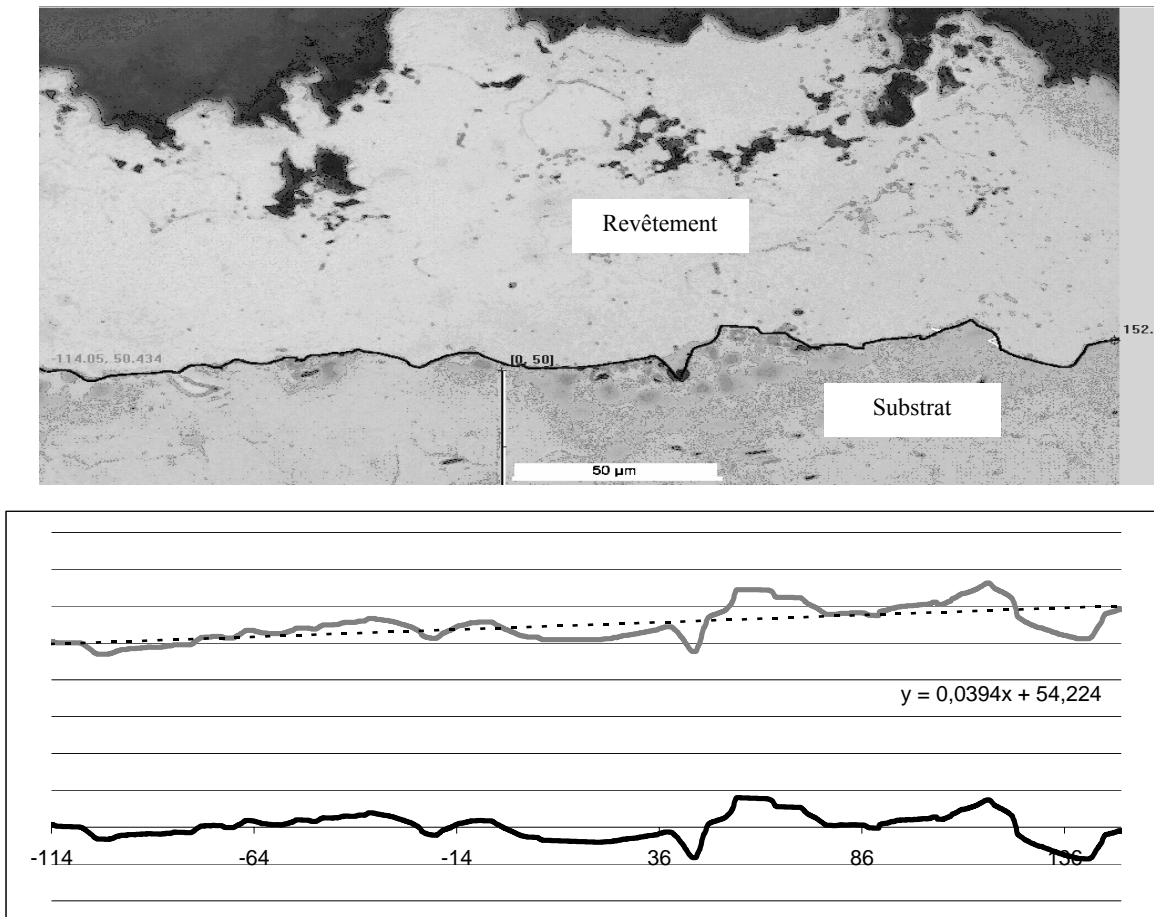 Revêtement
152.
-114.05, 50.434
[0, 50]
Substrat
50 µm
y = 0,0394x + 54,224
-114
-64
-14
36
86
136